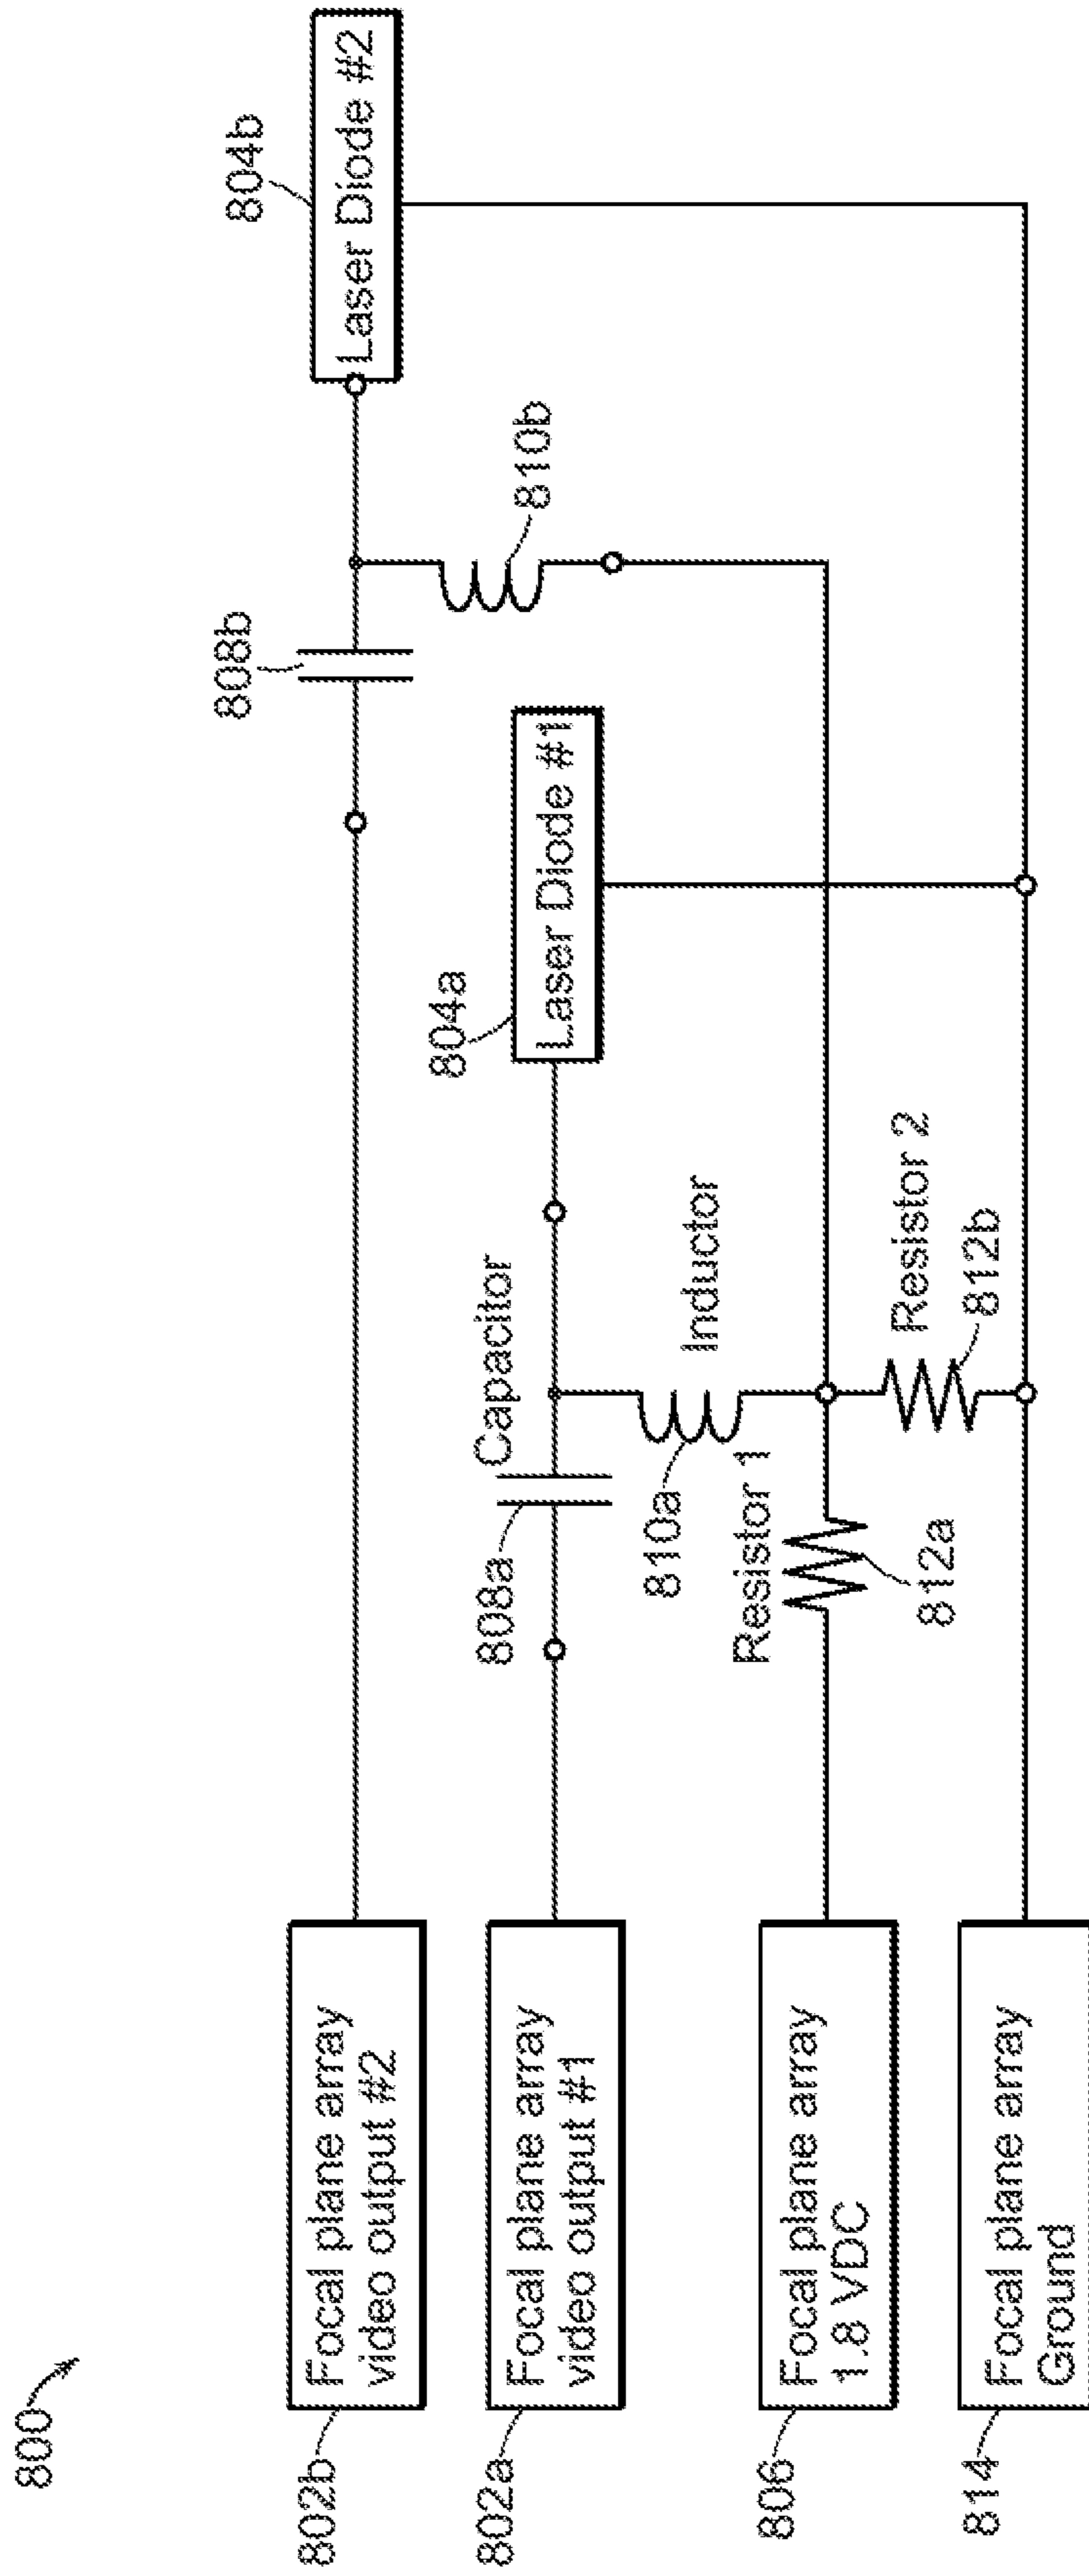 800
802b
Focal plane array
video output #2
808b
810b
804b
Laser Diode #2
802a
Focal plane array
video output #1
808a
Capacitor
804a
Laser Diode #1
810a
Inductor
806
Focal plane array
1.8 VDC
Resistor 1
812a
Resistor 2
812b
814
Focal plane array
Ground